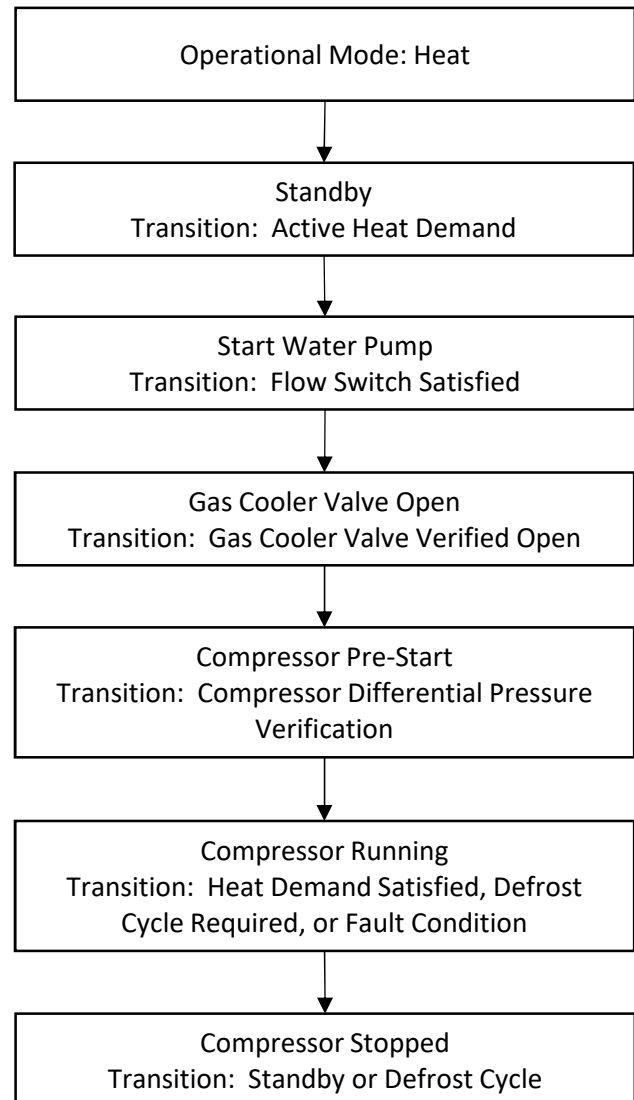 Operational Mode: Heat
Standby
Transition:  Active Heat Demand
Start Water Pump
Transition:  Flow Switch Satisfied
Gas Cooler Valve Open
Transition:  Gas Cooler Valve Verified Open
Compressor Pre-Start
Transition:  Compressor Differential Pressure
Verification
Compressor Running
Transition:  Heat Demand Satisfied, Defrost
Cycle Required, or Fault Condition
Compressor Stopped
Transition:  Standby or Defrost Cycle